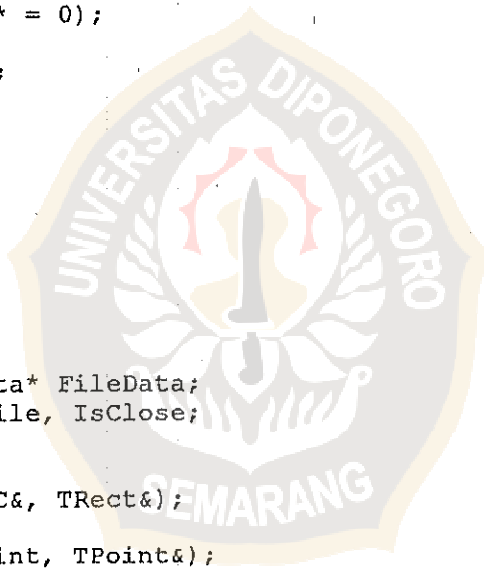 * = 0);
;
UNIVERSITAS DIPONEGORO
ta* FileData;
ile, IsClose;
C&, TRect&);
SEMARANG
int, TPoint&);